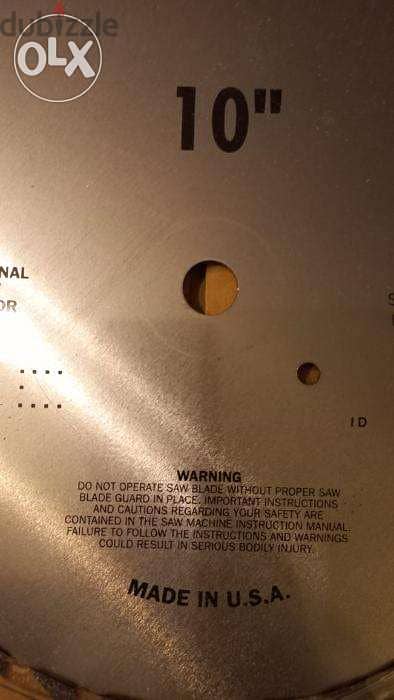 dubizzle
OLX
10"
NAL
OR
S
ID
WARNING
DO NOT OPERATE SAW BLADE WITHOUT PROPER SAW
BLADE GUARD IN PLACE. IMPORTANT INSTRUCTIONS
AND CAUTIONS REGARDING YOUR SAFETY ARE
CONTAINED IN THE SAW MACHINE INSTRUCTION MANUAL.
FAILURE TO FOLLOW THE INSTRUCTIONS AND WARNINGS
COULD RESULT IN SERIOUS BODILY INJURY.
MADE IN U.S.A.